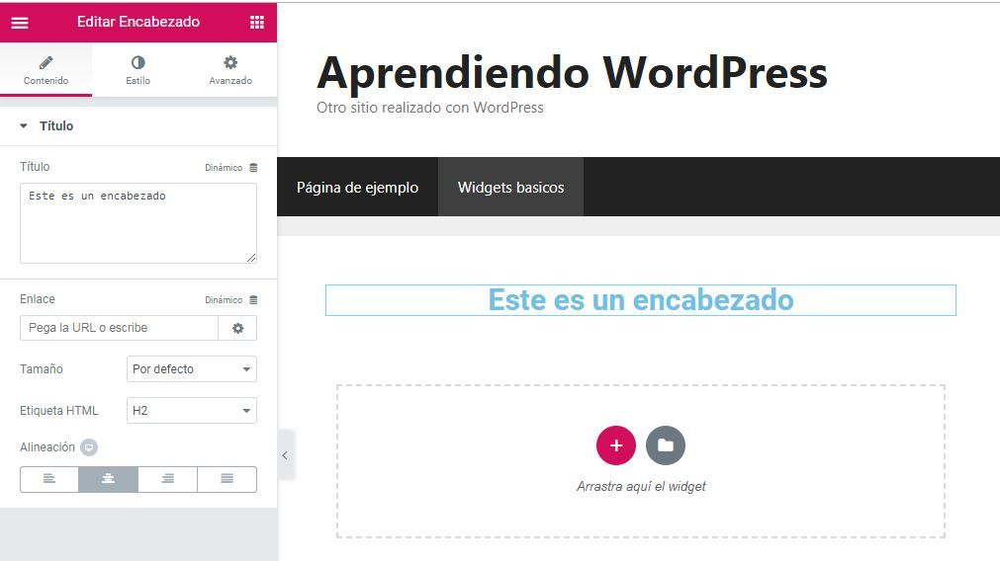 Editar Encabezado
Contenido
Estilo
Avanzado
Título
Título
Dinámico
Este es un encabezado
Enlace
Dinámico
Pega la URL o escribe
Tamaño
Por defecto
Etiqueta HTML
H2
Alineación
Aprendiendo WordPress
Otro sitio realizado con WordPress
Página de ejemplo
Widgets basicos
Este es un encabezado
Arrastra aquí el widget